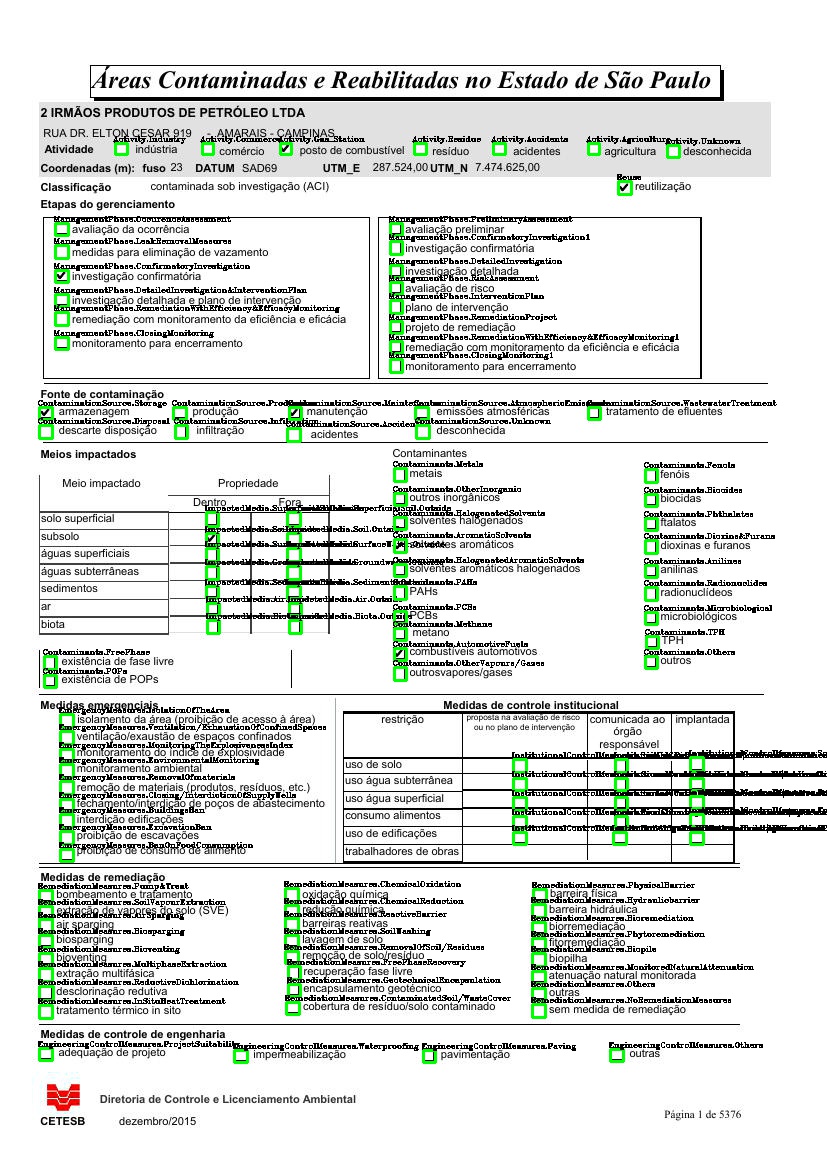 Áreas Contaminadas e Reabilitadas no Estado de São Paulo
2 IRMÃOS PRODUTOS DE PETRÓLEO LTDA
RUA DR. ELTON CESAR 919 - AMARAIS - CAMPINAS
Activity.Industry Activity.Commerce Activity.Gas_Station Activity.Residus Activity.Accidents Activity.Agriculture Activity.Unknown
Atividade indústria comércio posto de combustível resíduo acidentes agricultura desconhecida
Coordenadas (m): fuso 23 DATUM SAD69 UTM_E 287.524,00 UTM_N 7.474.625,00
Reuse
Classificação contaminada sob investigação (ACI) reutilização
Etapas do gerenciamento
ManagementPhase.OccurenceAssessment
avaliação da ocorrência
ManagementPhase.LeakRemovalMeasures
medidas para eliminação de vazamento
ManagementPhase.ConfirmatoryInvestigation
investigação confirmatória
ManagementPhase.DetailedInvestigation&InterventionPlan
investigação detalhada e plano de intervenção
ManagementPhase.RemediationWithEfficiency&EfficacyMonitoring
remediação com monitoramento da eficiência e eficácia
ManagementPhase.ClosingMonitoring
monitoramento para encerramento
ManagementPhase.PreliminaryAssessment
avaliação preliminar
ManagementPhase.ConfirmatoryInvestigation1
investigação confirmatória
ManagementPhase.DetailedInvestigation
investigação detalhada
ManagementPhase.RiskAssessment
avaliação de risco
ManagementPhase.InterventionPlan
plano de intervenção
ManagementPhase.RemediationProject
projeto de remediação
ManagementPhase.RemediationWithEfficiency&EfficacyMonitoring1
remediação com monitoramento da eficiência e eficácia
ManagementPhase.ClosingMonitoring1
monitoramento para encerramento
Fonte de contaminação
ContaminationSource.Storage ContaminationSource.AtmosphericEmissions ContaminationSource.WastewaterTreatment
armazenagem produção manutenção emissões atmosféricas tratamento de efluentes
ContaminationSource.Disposal ContaminationSource.Unknown
descarte disposição infiltração acidentes desconhecida
Meios impactados
Meio impactado Propriedade
Dentro Fora
solo superficial
subsolo
águas superficiais
águas subterrâneas
sedimentos
ar
biota
Contaminants.FreePhase
existência de fase livre
Contaminants.POPs
existência de POPs
Contaminantes
Contaminants.Metals
metais
Contaminants.OtherInorganic
outros inorgânicos
Contaminants.HalogenatedSolvents
solventes halogenados
Contaminants.AromaticSolvents
solventes aromáticos
Contaminants.HalogenatedAromaticSolvents
solventes aromáticos halogenados
Contaminants.PAHs
PAHs
Contaminants.PCBs
PCBs
Contaminants.Methane
metano
Contaminants.AutomotiveFuels
combustíveis automotivos
Contaminants.OtherVapours/Gases
outrosvapores/gases
Contaminants.Fenols
fenóis
Contaminants.Biocides
biocidas
Contaminants.Phthalates
ftalatos
Contaminants.Dioxins&Furans
dioxinas e furanos
Contaminants.Anilines
anilinas
Contaminants.Radionuclides
radionuclídeos
Contaminants.Microbiological
microbiológicos
Contaminants.TPH
TPH
Contaminants.Others
outros
Medidas emergenciais
EmergencyMeasures.IsolationOfTheArea
isolamento da área (proibição de acesso à área)
EmergencyMeasures.Ventilation/ExhaustionOfConfinedSpaces
ventilação/exaustão de espaços confinados
EmergencyMeasures.MonitoringTheExplosivenessIndex
monitoramento do índice de explosividade
EmergencyMeasures.EnvironmentalMonitoring
monitoramento ambiental
EmergencyMeasures.RemovalOfmaterials
remoção de materiais (produtos, resíduos, etc.)
EmergencyMeasures.Closing/InterdictionOfSupplyWells
fechamento/interdição de poços de abastecimento
EmergencyMeasures.BuildingsBan
interdição edificações
EmergencyMeasures.ExcavationBan
proibição de escavações
EmergencyMeasures.BanOnFoodConsumption
proibição de consumo de alimento
Medidas de controle institucional
restrição proposta na avaliação de risco ou no plano de intervenção comunicada ao órgão responsável implantada
uso de solo
uso água subterrânea
uso água superficial
consumo alimentos
uso de edificações
trabalhadores de obras
Medidas de remediação
RemediationMeasures.Pump&Treat
bombeamento e tratamento
RemediationMeasures.SoilVapourExtraction
extração de vapores do solo (SVE)
RemediationMeasures.AirSparging
air sparging
RemediationMeasures.Biosparging
biosparging
RemediationMeasures.Bioventing
bioventing
RemediationMeasures.MultiphaseExtraction
extração multifásica
RemediationMeasures.ReductiveDichlorination
desclorição redutiva
RemediationMeasures.InSituHeatTreatment
tratamento térmico in sito
RemediationMeasures.ChemicalOxidation
oxidação química
RemediationMeasures.ChemicalReduction
redução química
RemediationMeasures.ReactiveBarrier
barreiras reativas
RemediationMeasures.SoilWashing
lavagem de solo
RemediationMeasures.RemovalOfSoil/Residues
remoção de solo/resíduo
RemediationMeasures.FreePhaseRecovery
recuperação fase livre
RemediationMeasures.GeotechnicalEncapsulation
encapsulamento geotécnico
RemediationMeasures.ContaminatedSoil/WasteCover
cobertura de resíduo/solo contaminado
RemediationMeasures.PhysicalBarrier
barreira física
RemediationMeasures.Hydraulicbarrier
barreira hidráulica
RemediationMeasures.Bioremediation
biorremediação
RemediationMeasures.Phytoremediation
fitorremediação
RemediationMeasures.Biopile
biopilha
RemediationMeasures.MonitoredNaturalAttenuation
atenuação natural monitorada
RemediationMeasures.Others
outras
RemediationMeasures.NoRemediationMeasures
sem medida de remediação
Medidas de controle de engenharia
EngineeringControlMeasures.ProjectSuitability EngineeringControlMeasures.Waterproofing EngineeringControlMeasures.Paving EngineeringControlMeasures.Others
adequação de projeto impermeabilização pavimentação outras
Diretoria de Controle e Licenciamento Ambiental
CETESB dezembro/2015 Página 1 de 5376